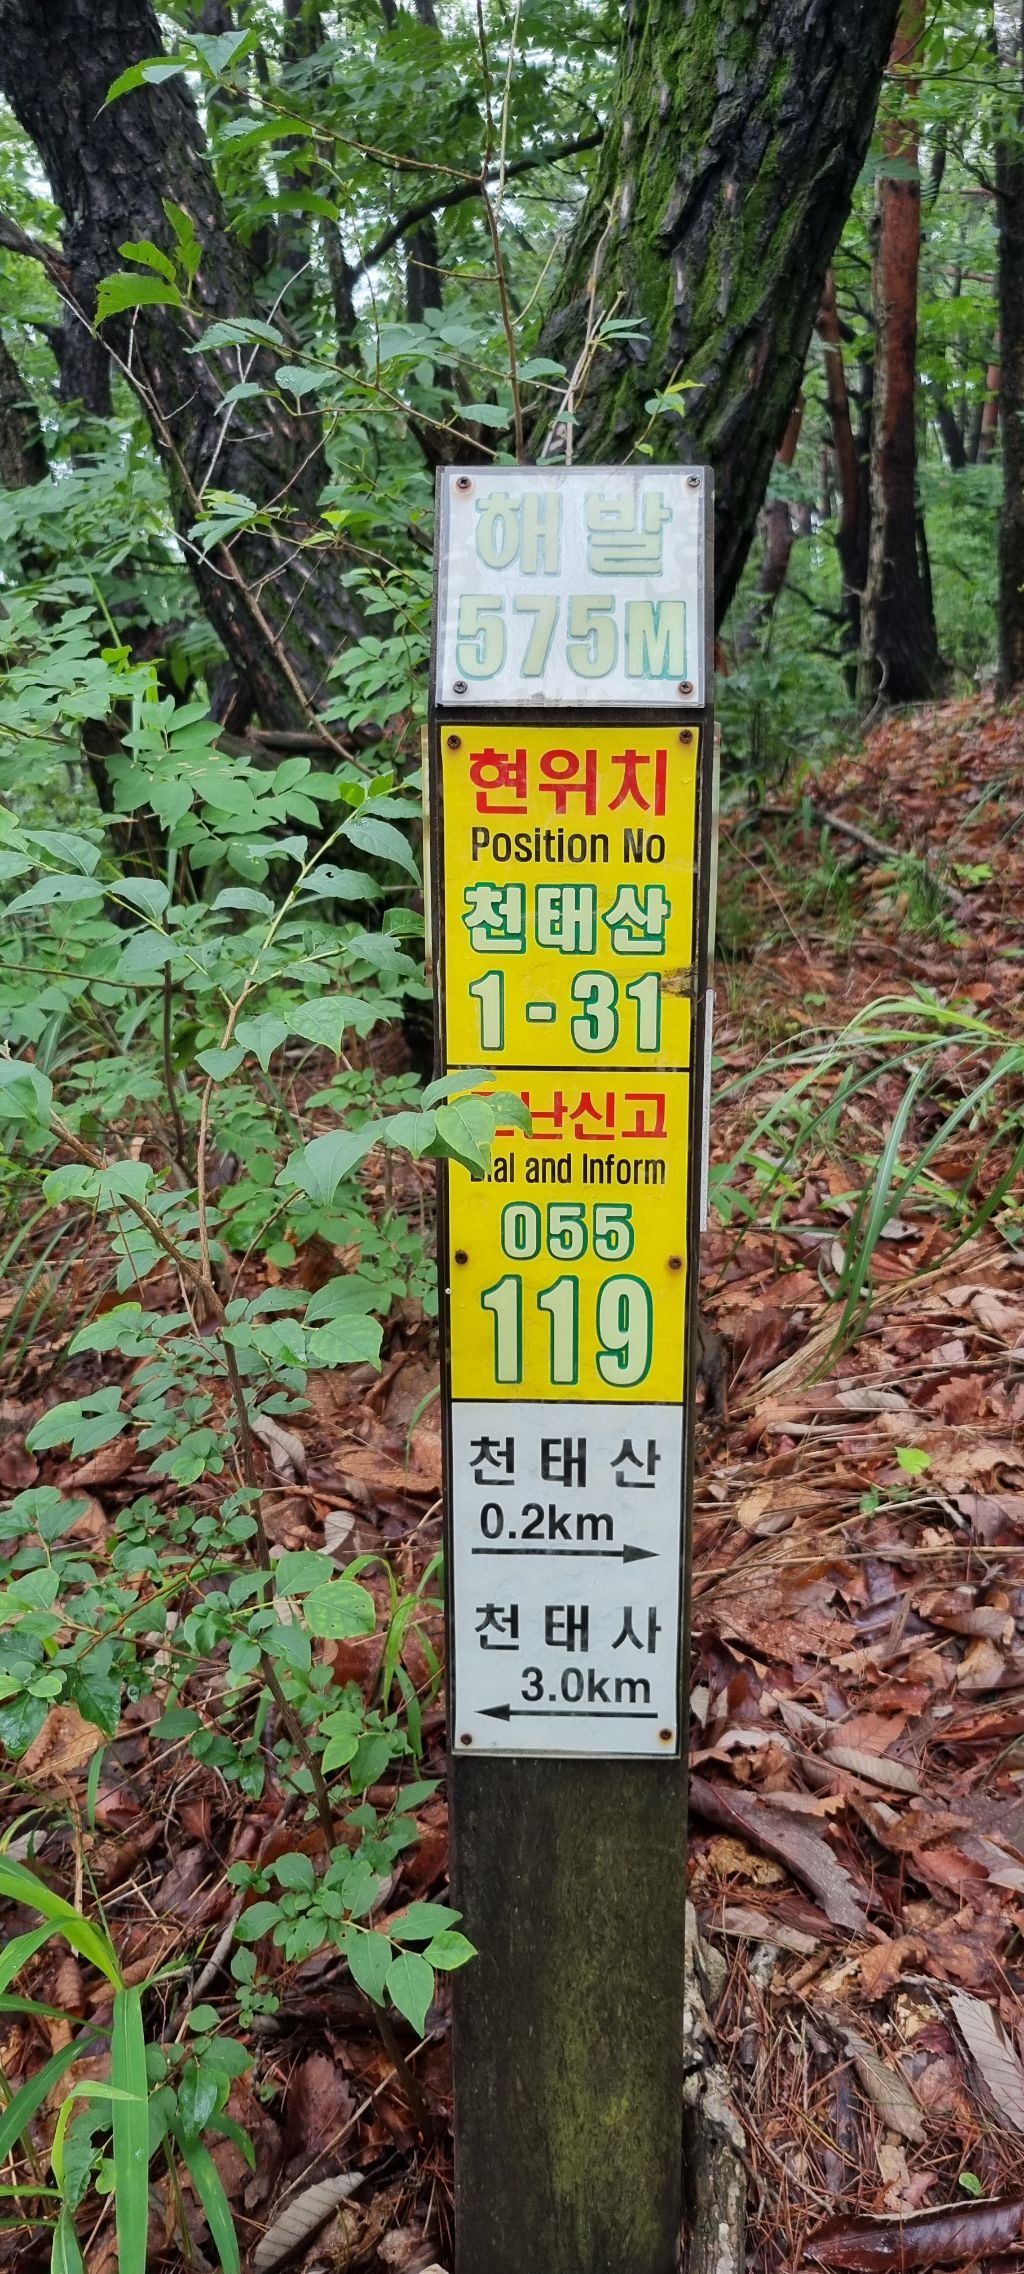 해발
575M
현위치
Position No
천태산
1-31
난신고
and Inform
055
119
천태산
0.2km
천태사
3.0km